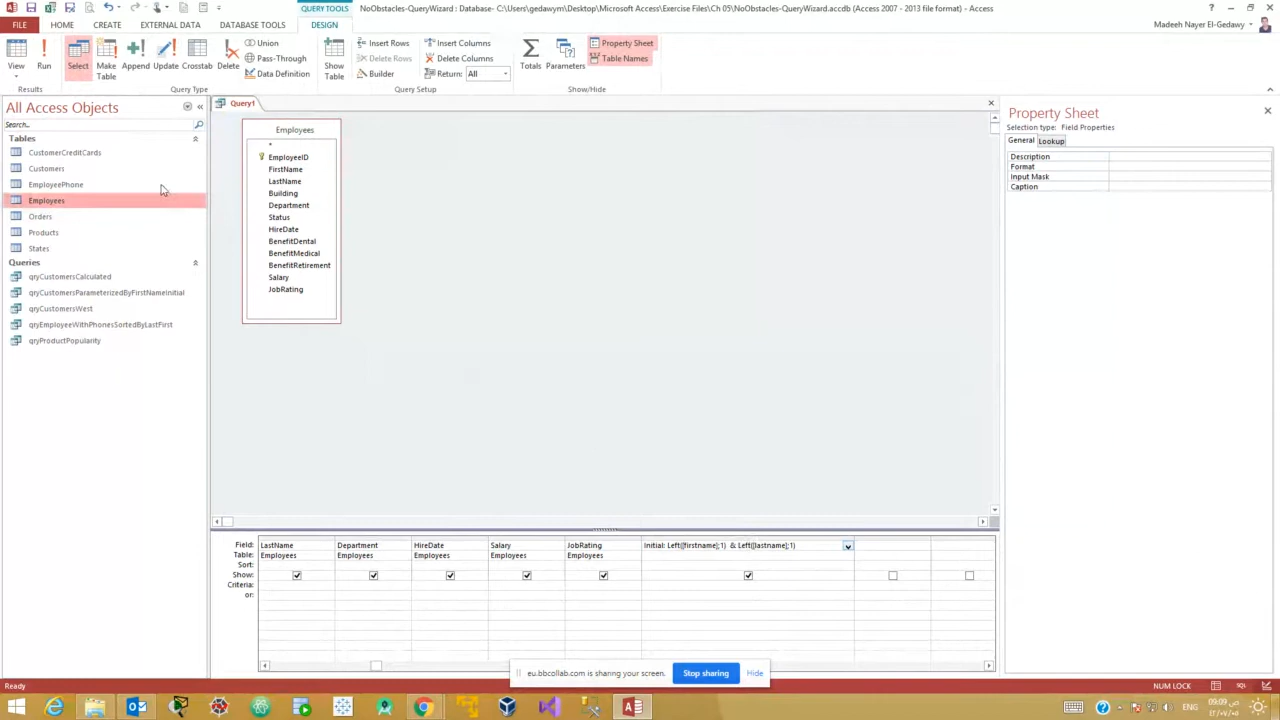 QUERY TOOLS
NoObstacles-QueryWizard : Database- C:\Users\gedawym\Desktop\Microsoft Access\Exercise Files\Ch 05\NoObstacles-QueryWizard.accdb (Access 2007 - 2013 file format) - Access
FILE HOME CREATE EXTERNAL DATA DATABASE TOOLS DESIGN
Madeeh Nayer El-Gedawy
View
Run
Select
Make Table
Append
Update
Crosstab
Delete
Union
Pass-Through
Data Definition
Show Table
Insert Rows
Delete Rows
Builder
Insert Columns
Delete Columns
Return: All
Totals
Parameters
Property Sheet
Table Names
Results
Query Type
Query Setup
Show/Hide
All Access Objects
Search...
Tables
CustomerCreditCards
Customers
EmployeePhone
Employees
Orders
Products
States
Queries
qryCustomersCalculated
qryCustomersParameterizedByFirstNameInitial
qryCustomersWest
qryEmployeeWithPhonesSortedByLastFirst
qryProductPopularity
Query1
Employees
*
EmployeeID
FirstName
LastName
Building
Department
Status
HireDate
BenefitDental
BenefitMedical
BenefitRetirement
Salary
JobRating
Property Sheet
Selection type: Field Properties
General Lookup
Description
Format
Input Mask
Caption
Field: LastName Department HireDate Salary JobRating Initial: Left([firstname];1) & Left([lastname];1)
Table: Employees Employees Employees Employees Employees
Sort:
Show:
Criteria:
or:
eu.bbcollab.com is sharing your screen. Stop sharing Hide
Ready
NUM LOCK
SQL
ENG